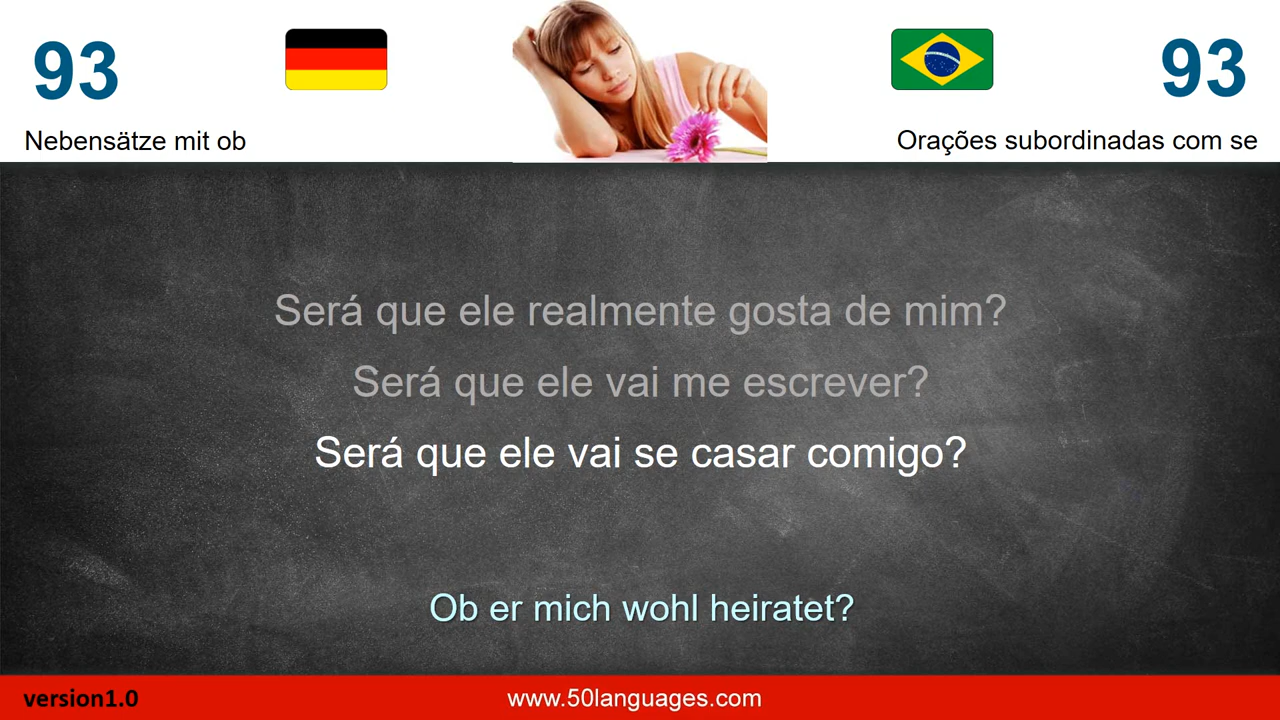 93
93
Nebensätze mit ob
Orações subordinadas com se
Será que ele realmente gosta de mim?
Será que ele vai me escrever?
Será que ele vai se casar comigo?
Ob er mich wohl heiratet?
version1.0
www.50languages.com